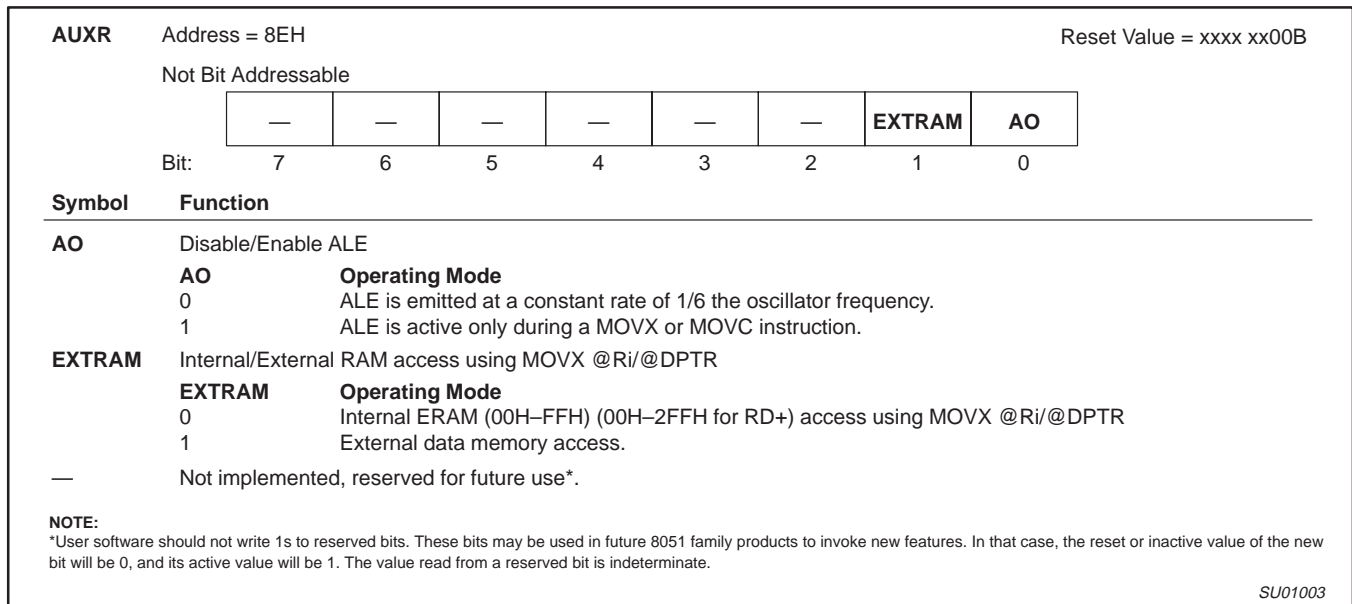 AUXR Address = 8EH Reset Value = xxxx xx00B
Not Bit Addressable
— — — — — — EXTRAM AO
Bit: 7 6 5 4 3 2 1 0
Symbol Function
AO Disable/Enable ALE
AO Operating Mode
0 ALE is emitted at a constant rate of 1/6 the oscillator frequency.
1 ALE is active only during a MOVX or MOVC instruction.
EXTRAM Internal/External RAM access using MOVX @Ri/@DPTR
EXTRAM Operating Mode
0 Internal ERAM (00H–FFH) (00H–2FFH for RD+) access using MOVX @Ri/@DPTR
1 External data memory access.
— Not implemented, reserved for future use*.
NOTE:
*User software should not write 1s to reserved bits. These bits may be used in future 8051 family products to invoke new features. In that case, the reset or inactive value of the new
bit will be 0, and its active value will be 1. The value read from a reserved bit is indeterminate.
SU01003